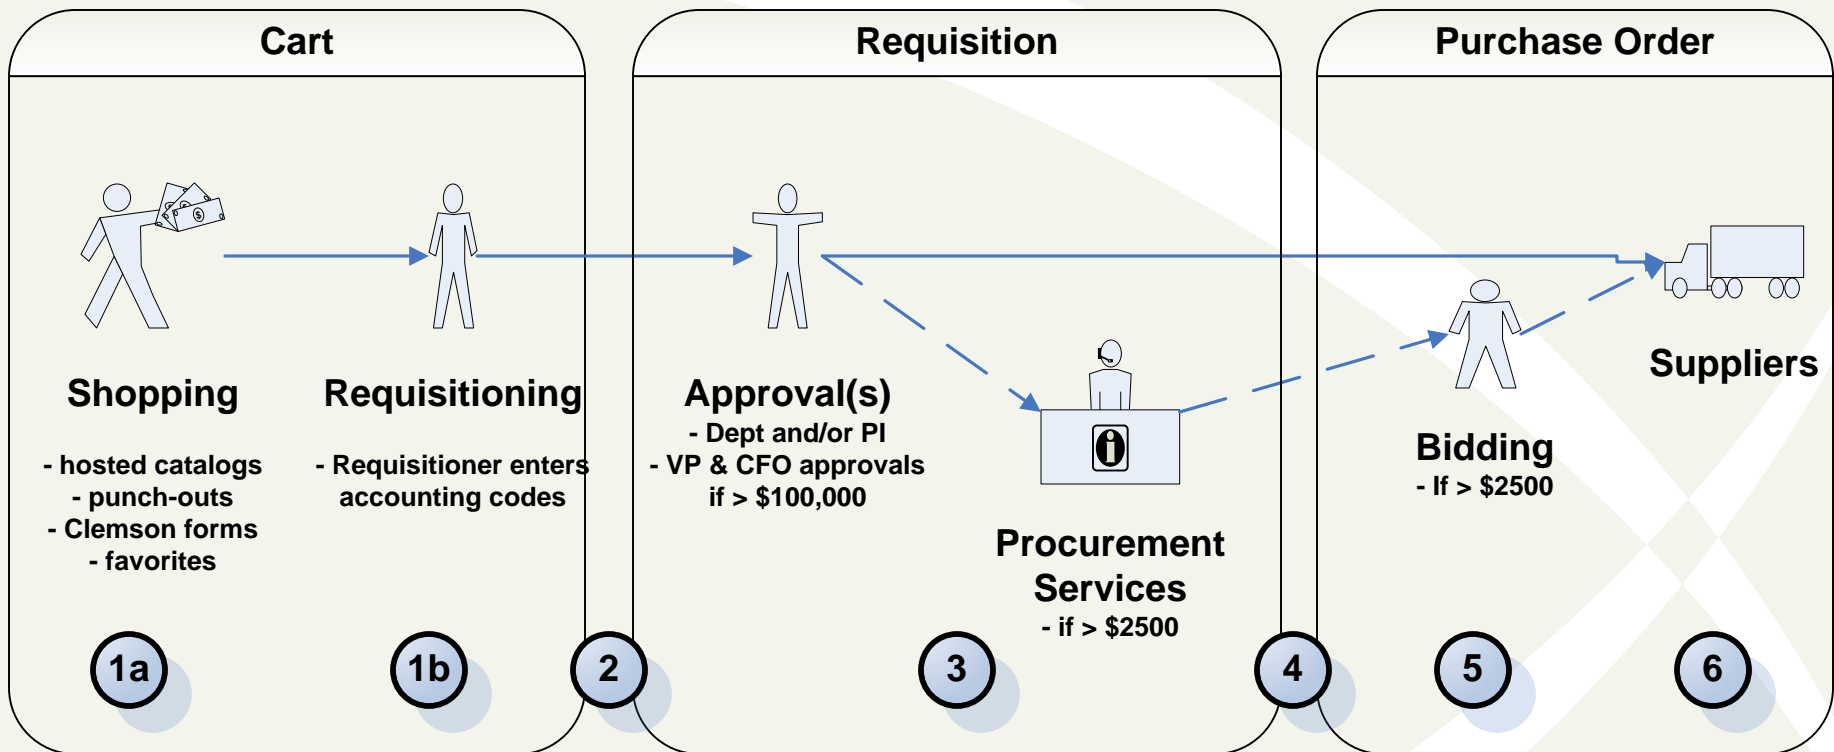 Cart
Shopping
- hosted catalogs
- punch-outs
- Clemson forms
- favorites
Requisitioning
- Requisitioner enters
accounting codes
1a
1b
2
Requisition
Approval(s)
- Dept and/or PI
- VP & CFO approvals
if > $100,000
Procurement
Services
- if > $2500
3
4
Purchase Order
Bidding
- If > $2500
Suppliers
5
6